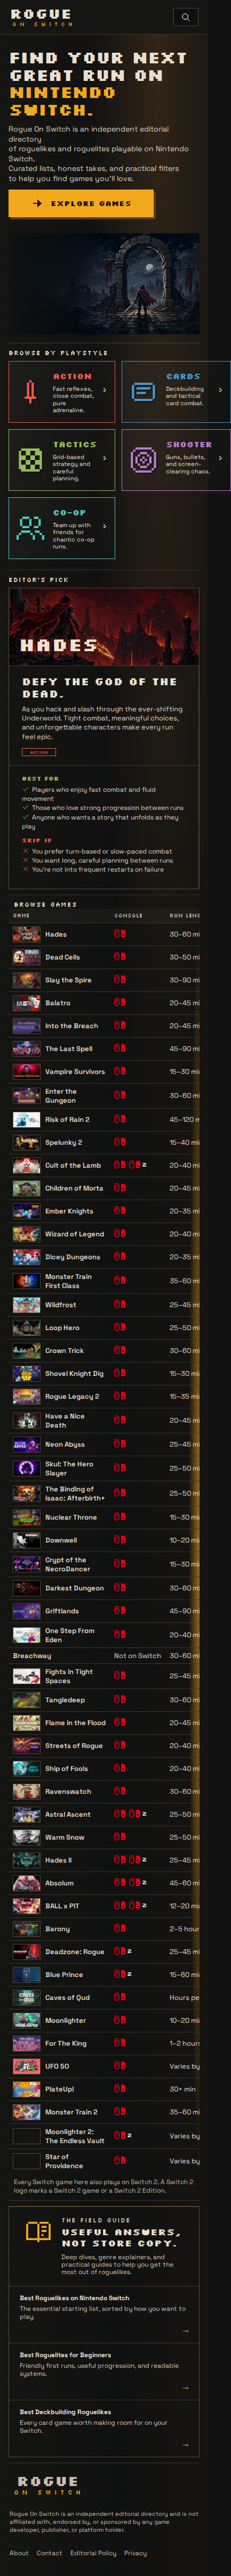 ROGUE
ON SWITCH
FIND YOUR NEXT
GREAT RUN ON
NINTENDO
SWITCH.
Rogue On Switch is an independent editorial
directory
of roguelikes and roguelites playable on Nintendo
Switch.
Curated lists, honest takes, and practical filters
to help you find games you'll love.
EXPLORE GAMES
BROWSE BY PLAYSTYLE
ACTION
Fast reflexes,
close combat,
pure
adrenaline.
CARDS
Deckbuilding
and tactical
card combat.
TACTICS
Grid-based
strategy and
careful
planning.
SHOOTER
Guns, bullets,
and screen-
clearing chaos.
CO-OP
Team up with
friends for
chaotic co-op
runs.
EDITOR'S PICK
HADES
DEFY THE GOD OF THE
DEAD.
As you hack and slash through the ever-shifting
Underworld. Tight combat, meaningful choices,
and unforgettable characters make every run
feel epic.
ACTION
BEST FOR
Players who enjoy fast combat and fluid
movement
Those who love strong progression between runs
Anyone who wants a story that unfolds as they
play
SKIP IF
You prefer turn-based or slow-paced combat
You want long, careful planning between runs
You're not into frequent restarts on failure
BROWSE GAMES
GAME CONSOLE RUN LENG
Hades 30–60 mi
Dead Cells 30–50 mi
Slay the Spire 30–90 mi
Balatro 20–45 mi
Into the Breach 20–45 mi
The Last Spell 45–90 mi
Vampire Survivors 15–30 min
Enter the
Gungeon 30–60 mi
Risk of Rain 2 45–120 m
Spelunky 2 15–40 min
Cult of the Lamb 2 20–40 mi
Children of Morta 20–45 mi
Ember Knights 20–35 mi
Wizard of Legend 20–40 mi
Dicey Dungeons 20–35 mi
Monster Train
First Class 35–60 mi
Wildfrost 25–45 mi
Loop Hero 25–50 mi
Crown Trick 30–60 mi
Shovel Knight Dig 15–30 min
Rogue Legacy 2 15–35 min
Have a Nice
Death 20–45 mi
Neon Abyss 25–45 mi
Skul: The Hero
Slayer 25–50 mi
The Binding of
Isaac: Afterbirth+ 25–50 mi
Nuclear Throne 15–30 min
Downwell 10–20 min
Crypt of the
NecroDancer 15–30 min
Darkest Dungeon 30–60 mi
Griftlands 45–90 mi
One Step From
Eden 20–40 mi
Breachway Not on Switch 30–60 mi
Fights in Tight
Spaces 25–45 mi
Tangledeep 30–60 mi
Flame in the Flood 20–45 mi
Streets of Rogue 20–40 mi
Ship of Fools 20–40 mi
Ravenswatch 30–60 mi
Astral Ascent 2 25–50 mi
Warm Snow 25–50 mi
Hades II 2 25–45 mi
Absolum 2 45–60 mi
BALL x PIT 2 12–20 min
Barony 2–5 hour
Deadzone: Rogue 2 25–45 mi
Blue Prince 2 15–60 min
Caves of Qud Hours pe
Moonlighter 10–20 min
For The King 1–2 hours
UFO 50 Varies by
PlateUp! 30+ min
Monster Train 2 35–60 mi
Moonlighter 2:
The Endless Vault 2 Varies by
Star of
Providence Varies by
Every Switch game here also plays on Switch 2. A Switch 2
logo marks a Switch 2 game or a Switch 2 Edition.
THE FIELD GUIDE
USEFUL ANSWERS,
NOT STORE COPY.
Deep dives, genre explainers, and
practical guides to help you get the
most out of roguelikes.
Best Roguelikes on Nintendo Switch
The essential starting list, sorted by how you want to
play.
→
Best Roguelites for Beginners
Friendly first runs, useful progression, and readable
systems.
→
Best Deckbuilding Roguelikes
Every card game worth making room for on your
Switch.
→
ROGUE
ON SWITCH
Rogue On Switch is an independent editorial directory and is not
affiliated with, endorsed by, or sponsored by any game
developer, publisher, or platform holder.
About Contact Editorial Policy Privacy